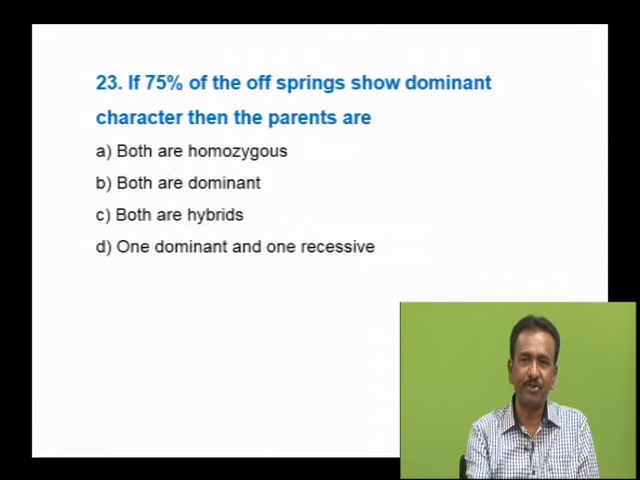 23. If 75% of the off springs show dominant
character then the parents are
a) Both are homozygous
b) Both are dominant
c) Both are hybrids
d) One dominant and one recessive